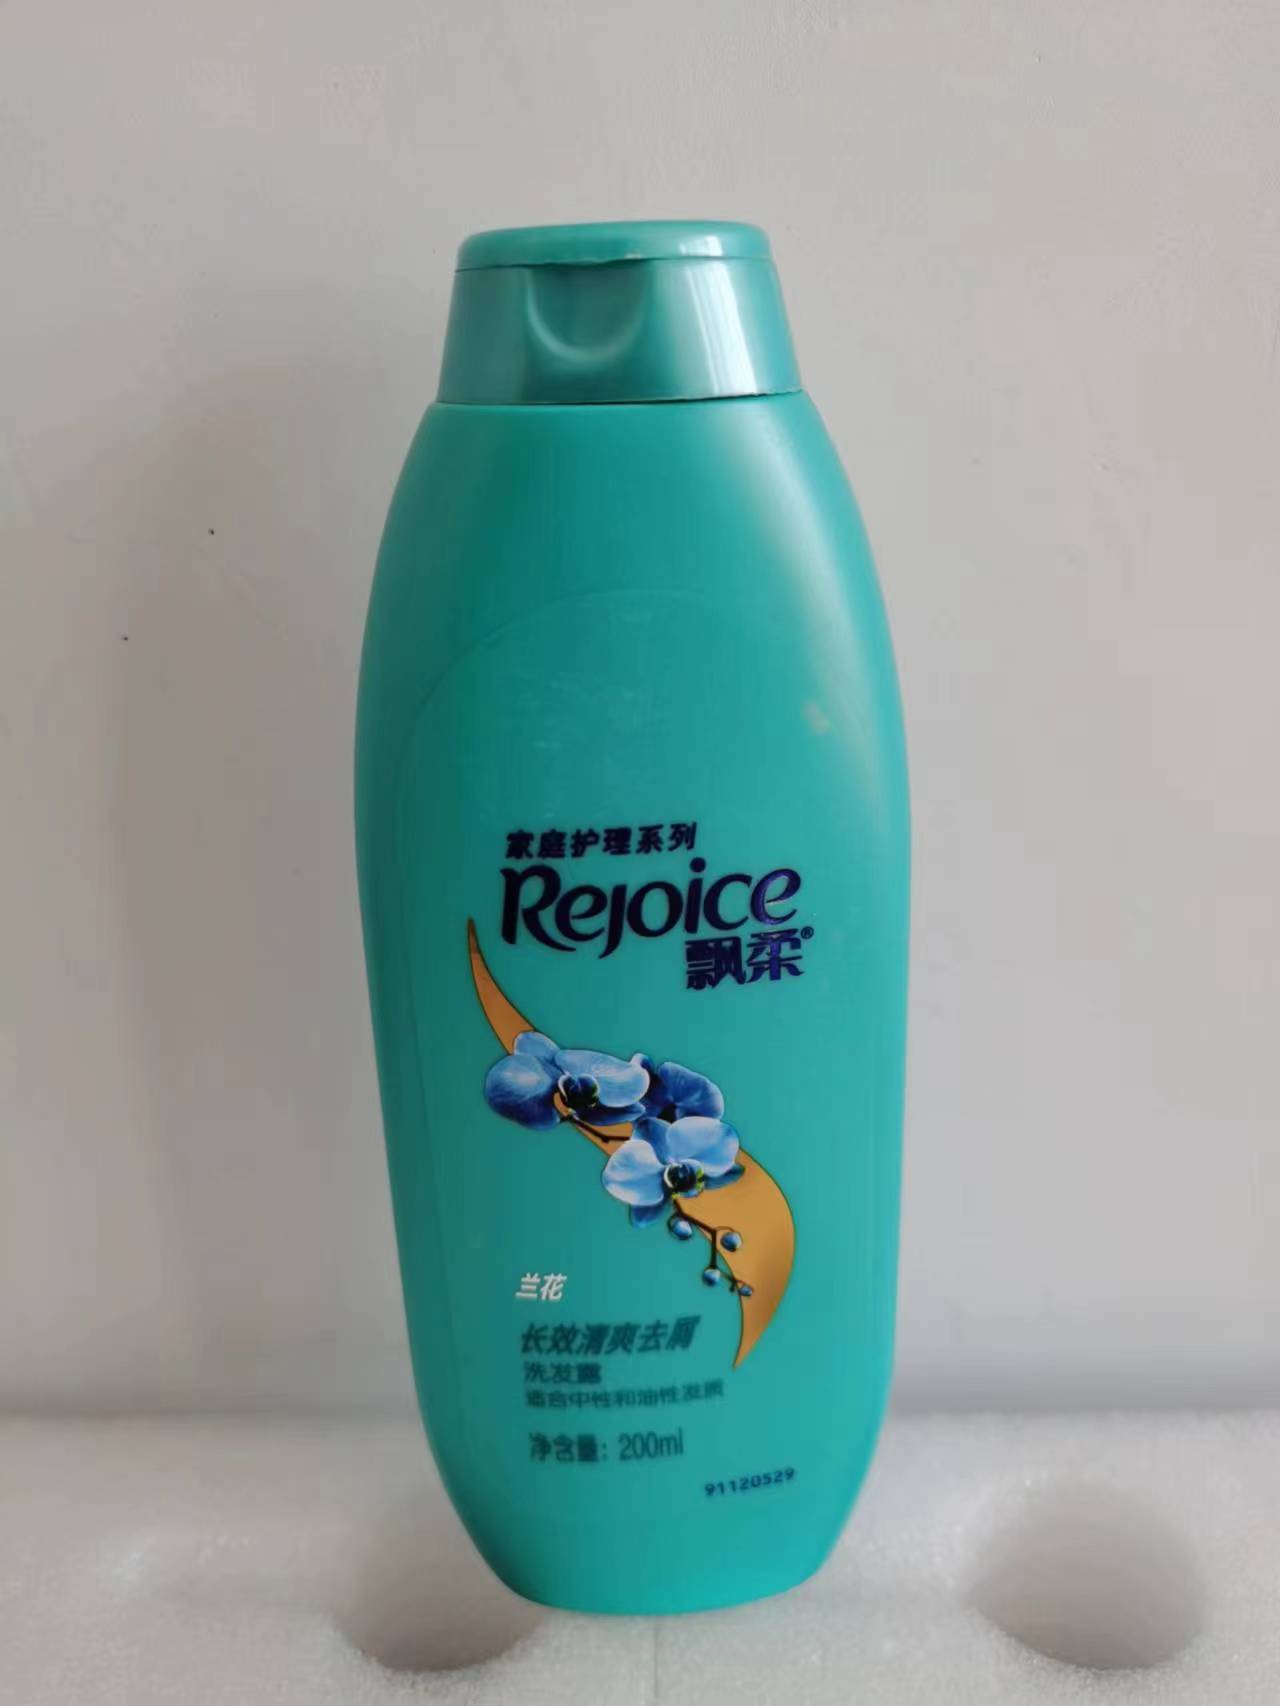 家庭护理系列
Rejoice
飘柔®
兰花
长效清爽去屑
洗发露
适合中性和油性发质
净含量：200ml
91120529